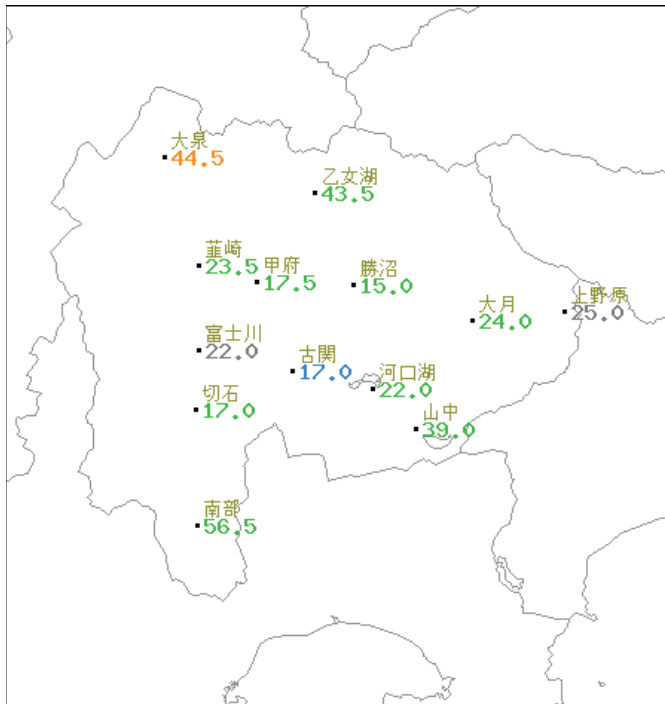 大泉
44.5
乙女湖
43.5
韮崎
23.5
甲府
17.5
勝沼
15.0
大月
24.0
上野原
25.0
富士川
22.0
古関
17.0
河口湖
22.0
切石
17.0
山中
39.0
南部
56.5